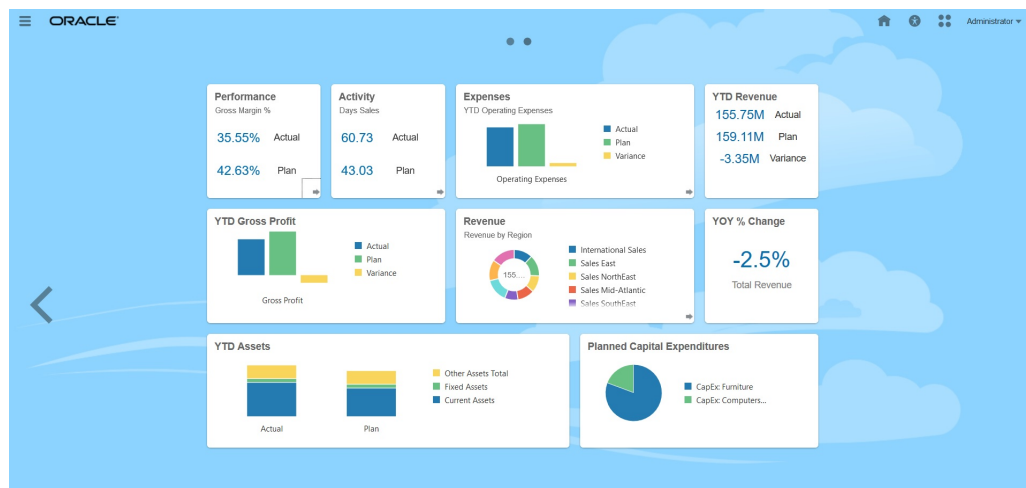 ORACLE
Administrator
Performance
Gross Margin %
35.55% Actual
42.63% Plan
Activity
Days Sales
60.73 Actual
43.03 Plan
Expenses
YTD Operating Expenses
Actual
Plan
Variance
Operating Expenses
YTD Revenue
155.75M Actual
159.11M Plan
-3.35M Variance
YTD Gross Profit
Actual
Plan
Variance
Gross Profit
Revenue
Revenue by Region
155....
International Sales
Sales East
Sales NorthEast
Sales Mid-Atlantic
Sales SouthEast
YOY % Change
-2.5%
Total Revenue
YTD Assets
Other Assets Total
Fixed Assets
Current Assets
Actual Plan
Planned Capital Expenditures
CapEx: Furniture
CapEx: Computers...